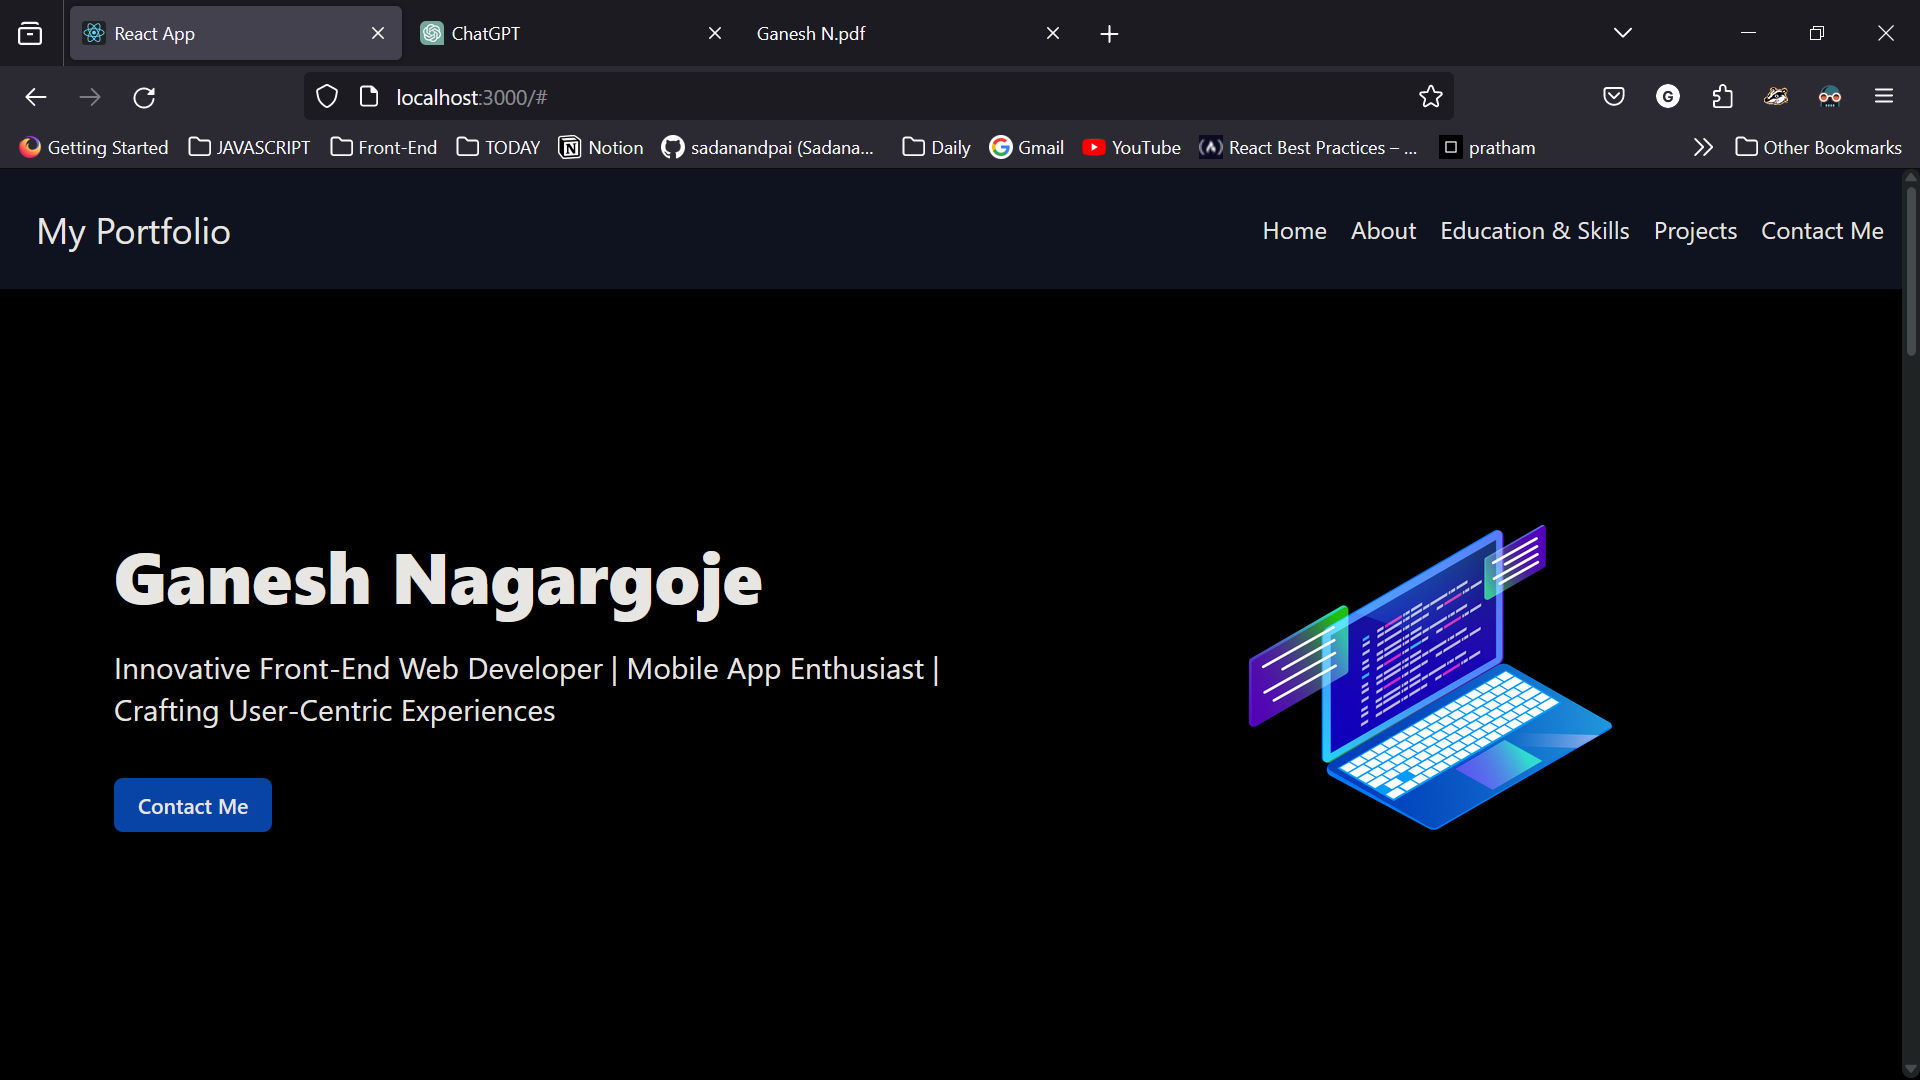 React App
ChatGPT
Ganesh N.pdf
localhost:3000/#
Getting Started JAVASCRIPT Front-End TODAY Notion sadanandpai (Sadana... Daily Gmail YouTube React Best Practices – ... pratham Other Bookmarks
My Portfolio
Home About Education & Skills Projects Contact Me
Ganesh Nagargoje
Innovative Front-End Web Developer | Mobile App Enthusiast |
Crafting User-Centric Experiences
Contact Me